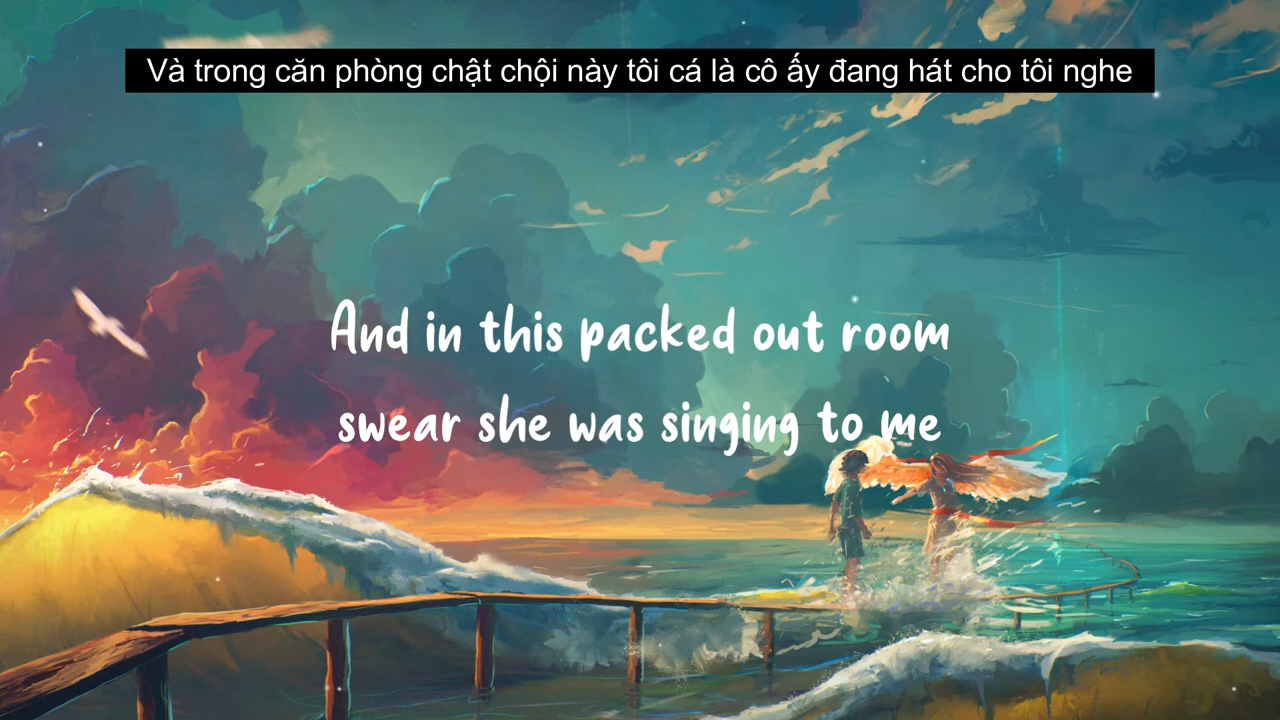 Và trong căn phòng chật chội này tôi cá là cô ấy đang hát cho tôi nghe
And in this packed out room
swear she was singing to me